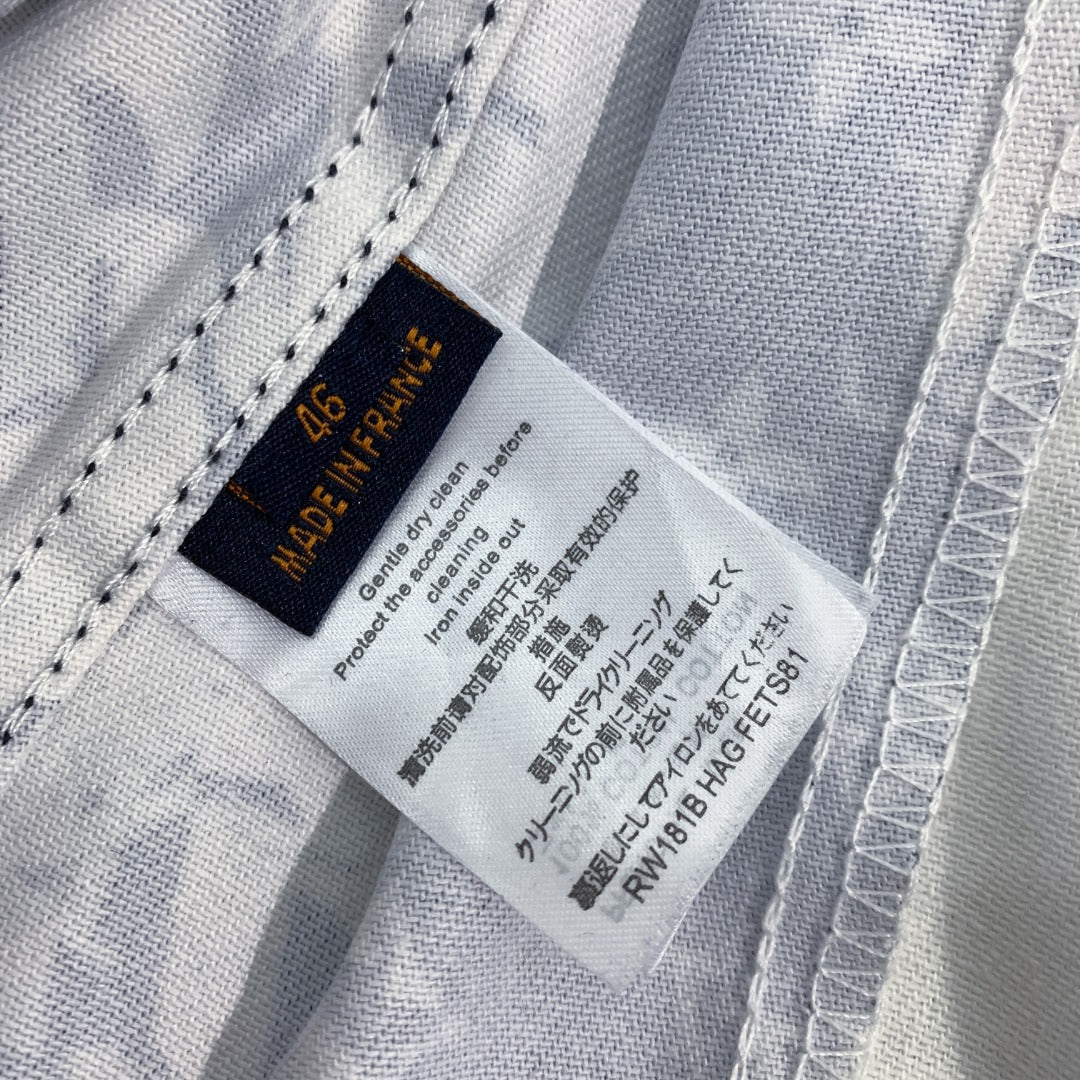 46
MADE IN FRANCE
Gentle dry clean
Protect the accessories before
cleaning
Iron inside out
缓和干洗
清洗前请对配饰部分采取有效的保护
措施
反面熨烫
弱流でドライクリーニング
クリーニングの前に附属品を保護してく
ださい
裏返しにしてアイロンをあててください
RW181B HAG FETS81